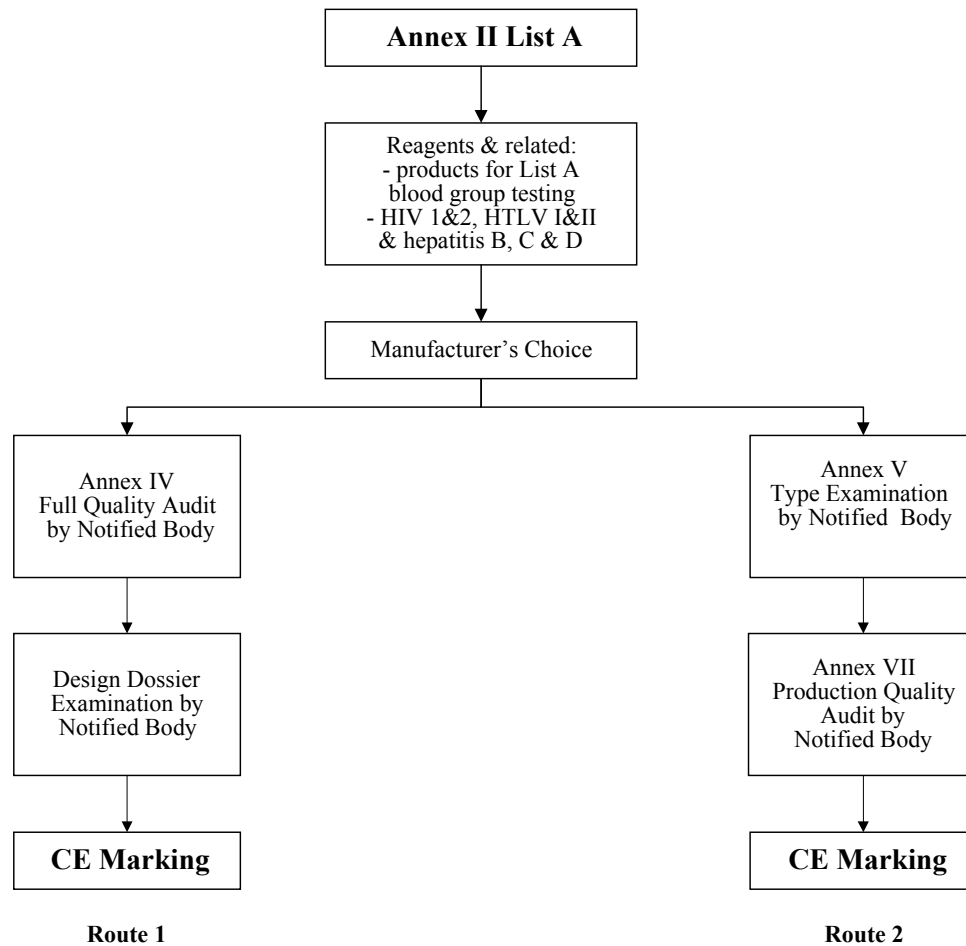 Annex II List A
Reagents & related:
- products for List A
blood group testing
- HIV 1&2, HTLV I&II
& hepatitis B, C & D
Manufacturer’s Choice
Annex IV
Full Quality Audit
by Notified Body
Annex V
Type Examination
by Notified Body
Design Dossier
Examination by
Notified Body
Annex VII
Production Quality
Audit by
Notified Body
CE Marking
CE Marking
Route 1
Route 2